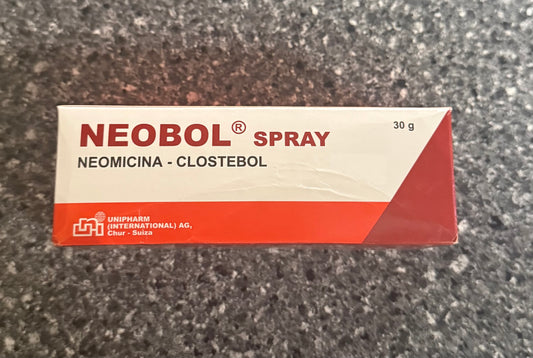 NEOBOL® SPRAY
30 g
NEOMICINA - CLOSTEBOL
UNIPHARM
(INTERNATIONAL) AG,
Chur - Suiza